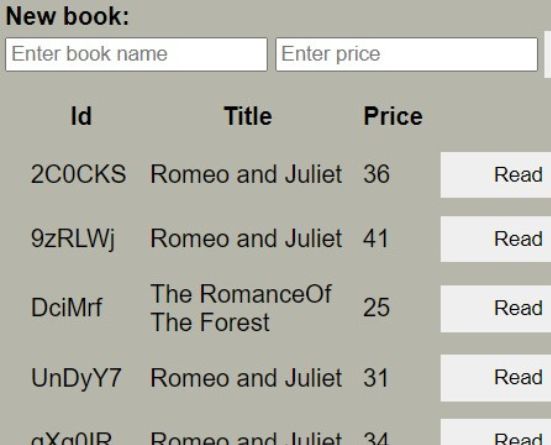 New book:
Enter book name Enter price
Id Title Price
2C0CKS Romeo and Juliet 36 Read
9zRLWj Romeo and Juliet 41 Read
DciMrf The RomanceOf The Forest 25 Read
UnDyY7 Romeo and Juliet 31 Read
Romeo and Juliet 34 Read